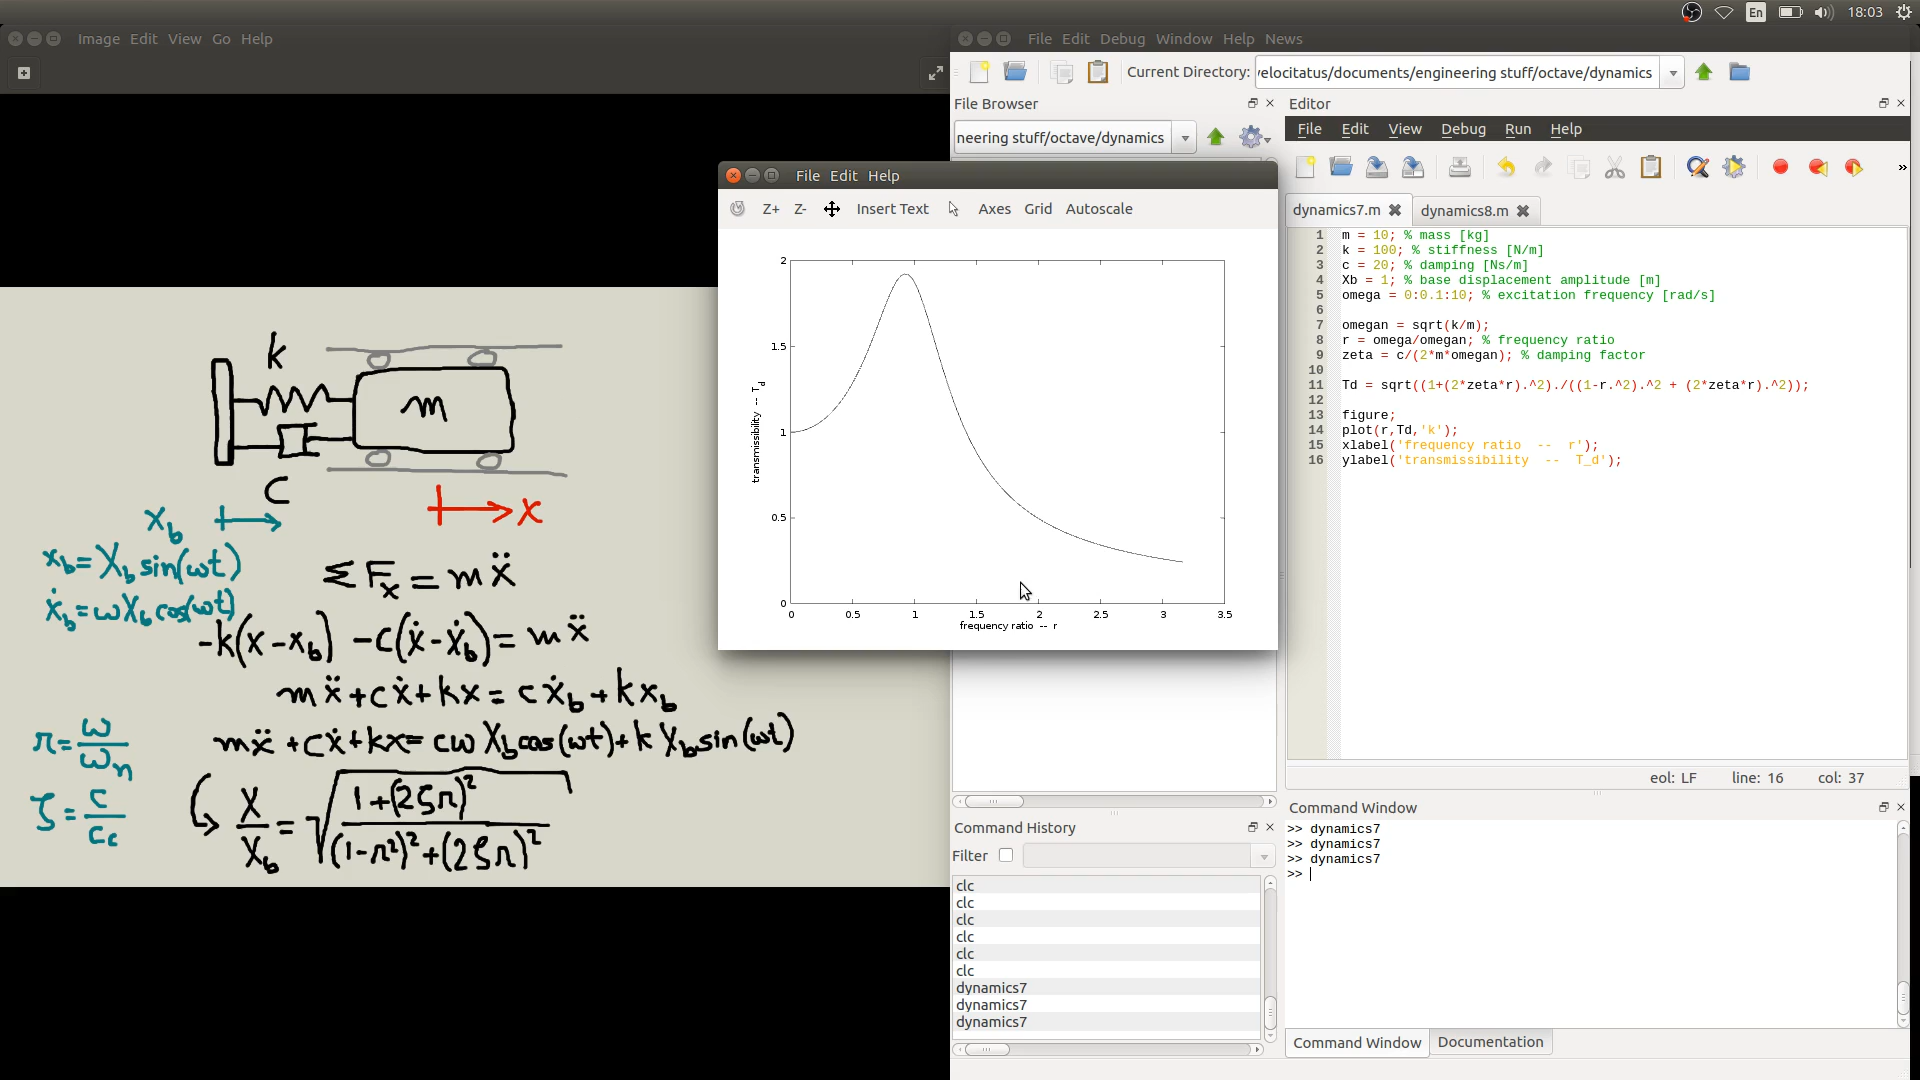 En 18:03
Image Edit View Go Help
File Edit Debug Window Help News
Current Directory: velocitatus/documents/engineering stuff/octave/dynamics
File Browser
neering stuff/octave/dynamics
Editor
File Edit View Debug Run Help
»
dynamics7.m
dynamics8.m
1 m = 10; % mass [kg]
2 k = 100; % stiffness [N/m]
3 c = 20; % damping [Ns/m]
4 Xb = 1; % base displacement amplitude [m]
5 omega = 0:0.1:10; % excitation frequency [rad/s]
6
7 omegan = sqrt(k/m);
8 r = omega/omegan; % frequency ratio
9 zeta = c/(2*m*omegan); % damping factor
10
11 Td = sqrt((1+(2*zeta*r).^2)./((1-r.^2).^2 + (2*zeta*r).^2));
12
13 figure;
14 plot(r,Td,'k');
15 xlabel('frequency ratio  --  r');
16 ylabel('transmissibility  --  T_d');
eol: LF line: 16 col: 37
File Edit Help
Z+ Z- Insert Text Axes Grid Autoscale
2
1.5
1
0.5
0
transmissibility -- T_d
0 0.5 1 1.5 2 2.5 3 3.5
frequency ratio -- r
k
m
c
x_b
x
x_b = X_b sin(ωt)
ẋ_b = ωX_b cos(ωt)
ΣF_x = mẍ
-k(x-x_b) -c(ẋ-ẋ_b) = mẍ
mẍ+cẋ+kx = cẋ_b+kx_b
mẍ+cẋ+kx= cω X_b cos(ωt)+k X_b sin(ωt)
r = ω/ω_n
ζ = c/c_c
X/X_b = √((1+(2ζr)²)/((1-r²)²+(2ζr)²))
Command History
Filter
clc
clc
clc
clc
clc
clc
dynamics7
dynamics7
dynamics7
Command Window
>> dynamics7
>> dynamics7
>> dynamics7
>>
Command Window Documentation